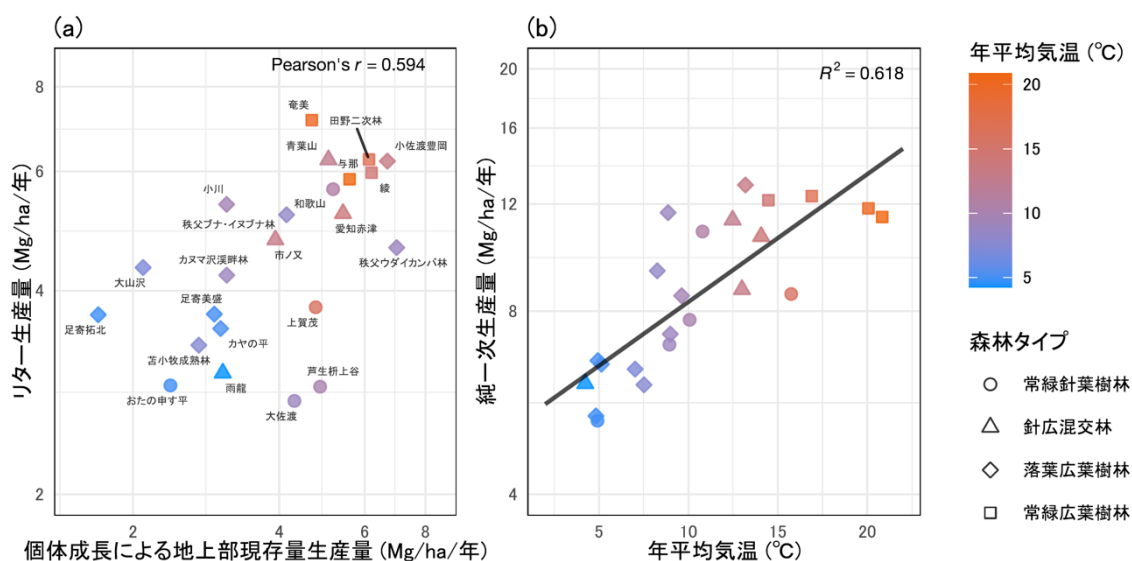 (a)
Pearson's r = 0.594
リター生産量 (Mg/ha/年)
8
6
4
2
奄美
田野二次林
青葉山
小佐渡豊岡
与那
小川
和歌山
綾
秩父ブナ・イヌブナ林
愛知赤津
カヌマ沢渓畔林
市ノ又
秩父ウダイカンバ林
大山沢
足寄美盛
足寄拓北
上賀茂
カヤの平
苫小牧成熟林
芦生枡上谷
おたの申す平
雨龍
大佐渡
2
4
6
8
個体成長による地上部現存量生産量 (Mg/ha/年)
(b)
R² = 0.618
純一次生産量 (Mg/ha/年)
20
16
12
8
4
5
10
15
20
年平均気温 (℃)
年平均気温 (℃)
20
15
10
5
森林タイプ
常緑針葉樹林
針広混交林
落葉広葉樹林
常緑広葉樹林